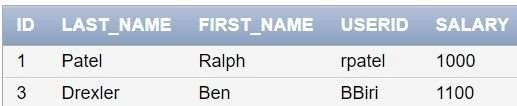 ID LAST_NAME FIRST_NAME USERID SALARY
1 Patel Ralph rpatel 1000
3 Drexler Ben BBiri 1100